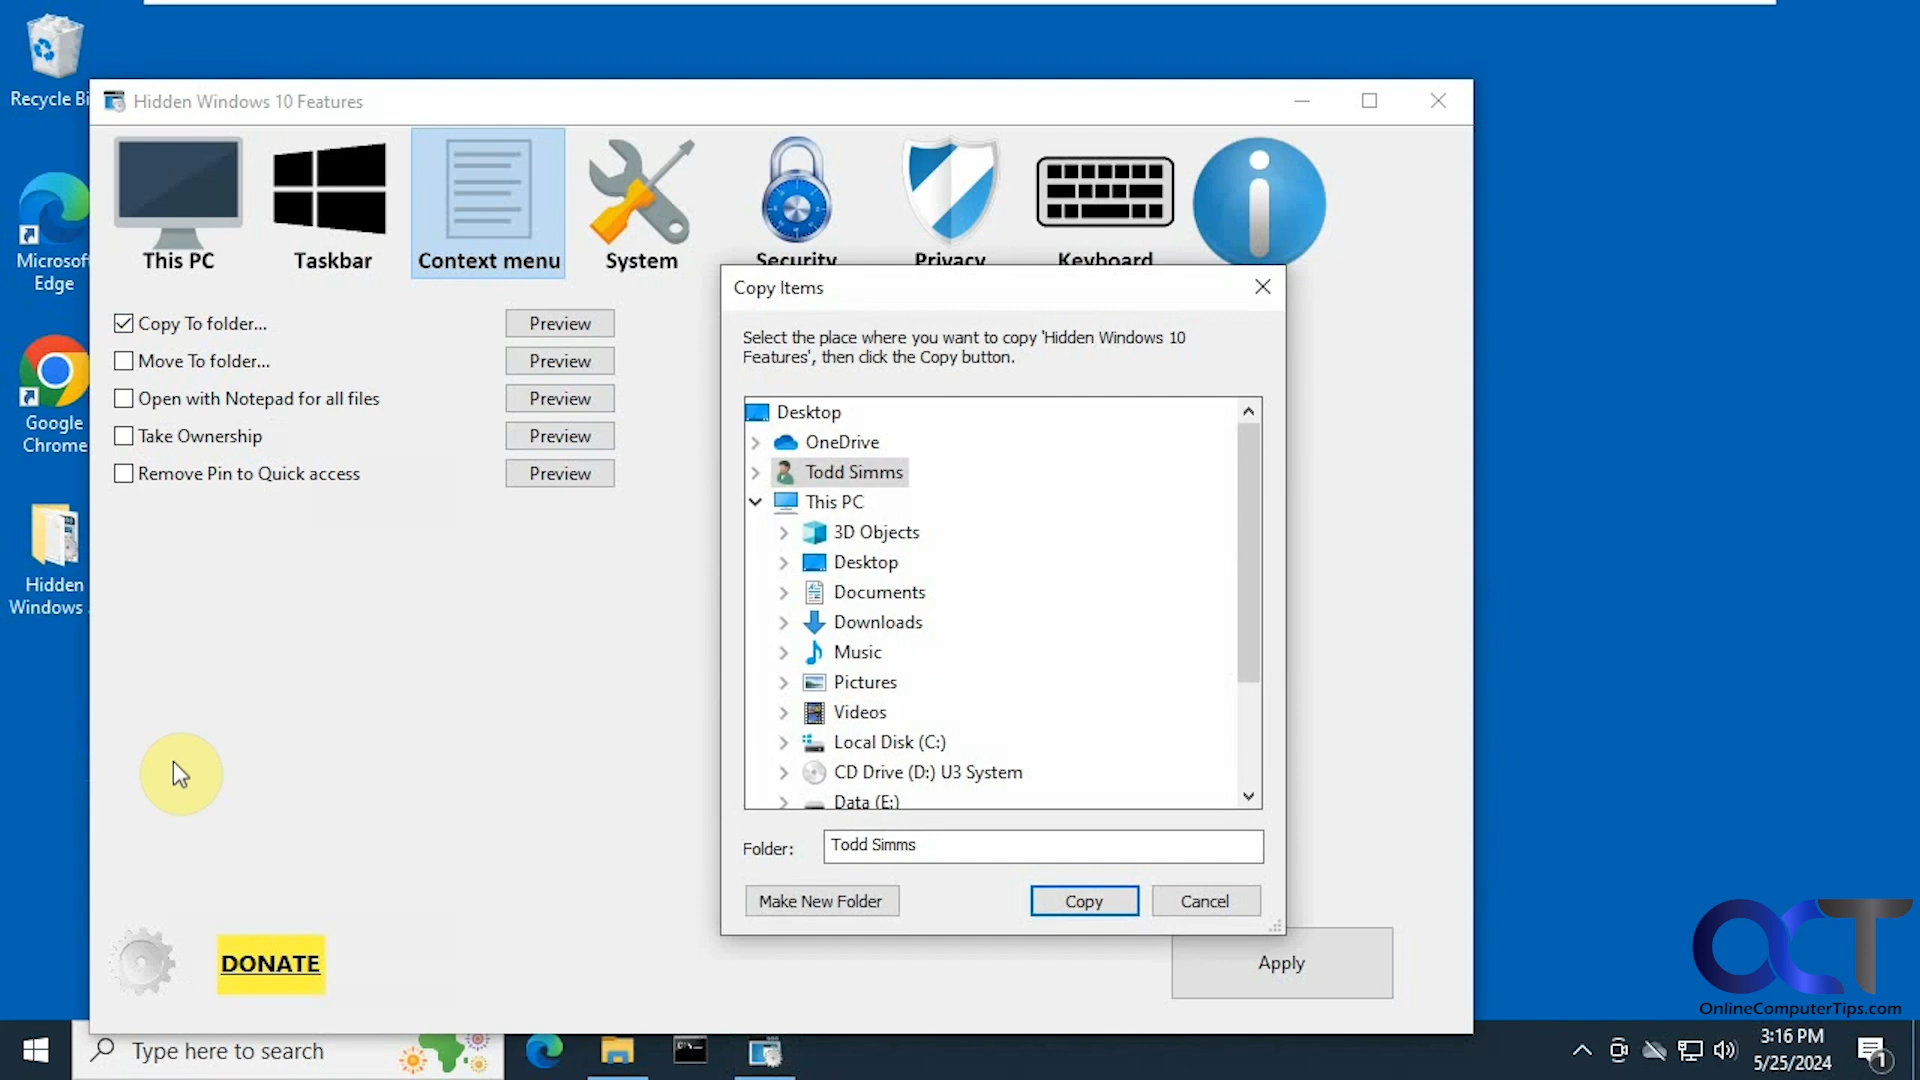 Recycle Bi
Microsoft
Edge
Google
Chrome
Hidden
Windows
Hidden Windows 10 Features
This PC
Taskbar
Context menu
System
Security
Privacy
Keyboard
Copy To folder...
Preview
Move To folder...
Preview
Open with Notepad for all files
Preview
Take Ownership
Preview
Remove Pin to Quick access
Preview
Copy Items
Select the place where you want to copy 'Hidden Windows 10
Features', then click the Copy button.
Desktop
OneDrive
Todd Simms
This PC
3D Objects
Desktop
Documents
Downloads
Music
Pictures
Videos
Local Disk (C:)
CD Drive (D:) U3 System
Data (E:)
Folder:
Todd Simms
Make New Folder
Copy
Cancel
DONATE
Apply
OCT
OnlineComputerTips.com
Type here to search
3:16 PM
5/25/2024
1